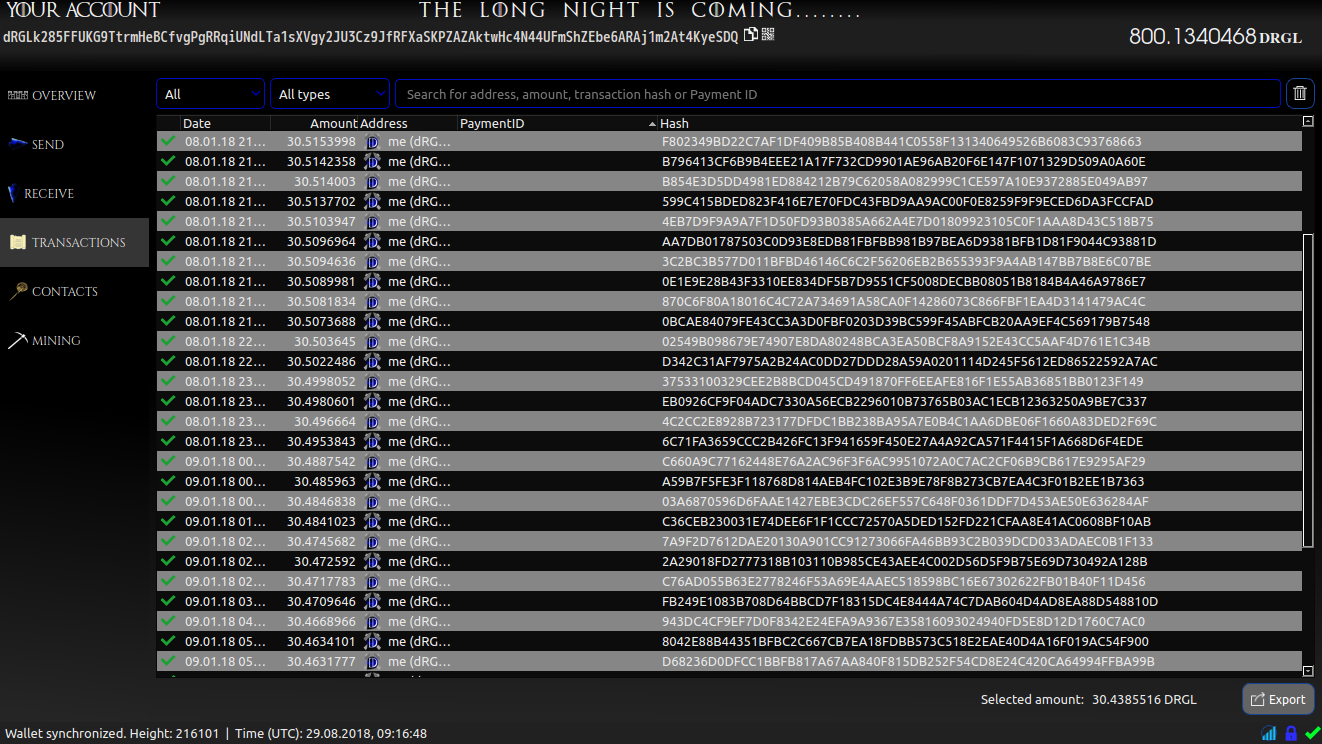 YOUR ACCOUNT
THE LONG NIGHT IS COMING........
dRGLk285FFUKG9TtrmHeBCfvgPgRRqiUNdLTa1sXVgy2JU3Cz9JfRFXaSKPZAZAktwHc4N44UFmShZEbe6ARAj1m2At4KyeSDQ
800.1340468 DRGL
OVERVIEW
SEND
RECEIVE
TRANSACTIONS
CONTACTS
MINING
All
All types
Search for address, amount, transaction hash or Payment ID
Date Amount Address PaymentID Hash
08.01.18 21... 30.5153998 me (dRG... F802349BD22C7AF1DF409B85B408B441C0558F131340649526B6083C93768663
08.01.18 21... 30.5142358 me (dRG... B796413CF6B9B4EEE21A17F732CD9901AE96AB20F6E147F1071329D509A0A60E
08.01.18 21... 30.514003 me (dRG... B854E3D5DD4981ED884212B79C62058A082999C1CE597A10E9372885E049AB97
08.01.18 21... 30.5137702 me (dRG... 599C415BDED823F416E7E70FDC43FBD9AA9AC00F0E8259F9F9ECED6DA3FCCFAD
08.01.18 21... 30.5103947 me (dRG... 4EB7D9F9A9A7F1D50FD93B0385A662A4E7D01809923105C0F1AAA8D43C518B75
08.01.18 21... 30.5096964 me (dRG... AA7DB01787503C0D93E8EDB81FBFBB981B97BEA6D9381BFB1D81F9044C93881D
08.01.18 21... 30.5094636 me (dRG... 3C2BC3B577D011BFBD46146C6C2F56206EB2B655393F9A4AB147BB7B8E6C07BE
08.01.18 21... 30.5089981 me (dRG... 0E1E9E28B43F3310EE834DF5B7D9551CF5008DECBB08051B8184B4A46A9786E7
08.01.18 21... 30.5081834 me (dRG... 870C6F80A18016C4C72A734691A58CA0F14286073C866FBF1EA4D3141479AC4C
08.01.18 21... 30.5073688 me (dRG... 0BCAE84079FE43CC3A3D0FBF0203D39BC599F45ABFCB20AA9EF4C569179B7548
08.01.18 22... 30.503645 me (dRG... 02549B098679E74907E8DA80248BCA3EA50BCF8A9152E43CC5AAF4D761E1C34B
08.01.18 22... 30.5022486 me (dRG... D342C31AF7975A2B24AC0DD27DDD28A59A0201114D245F5612ED86522592A7AC
08.01.18 23... 30.4998052 me (dRG... 37533100329CEE2B8BCD045CD491870FF6EEAFE816F1E55AB36851BB0123F149
08.01.18 23... 30.4980601 me (dRG... EB0926CF9F04ADC7330A56ECB2296010B73765B03AC1ECB12363250A9BE7C337
08.01.18 23... 30.496664 me (dRG... 4C2CC2E8928B723177DFDC1BB238BA95A7E0B4C1AA6DBE06F1660A83DED2F69C
08.01.18 23... 30.4953843 me (dRG... 6C71FA3659CCC2B426FC13F941659F450E27A4A92CA571F4415F1A668D6F4EDE
09.01.18 00... 30.4887542 me (dRG... C660A9C77162448E76A2AC96F3F6AC9951072A0C7AC2CF06B9CB617E9295AF29
09.01.18 00... 30.485963 me (dRG... A59B7F5FE3F118768D814AEB4FC102E3B9E78F8B273CB7EA4C3F01B2EE1B7363
09.01.18 00... 30.4846838 me (dRG... 03A6870596D6FAAE1427EBE3CDC26EF557C648F0361DDF7D453AE50E636284AF
09.01.18 01... 30.4841023 me (dRG... C36CEB230031E74DEE6F1F1CCC72570A5DED152FD221CFAA8E41AC0608BF10AB
09.01.18 02... 30.4745682 me (dRG... 7A9F2D7612DAE20130A901CC91273066FA46BB93C2B039DCD033ADAEC0B1F133
09.01.18 02... 30.472592 me (dRG... 2A29018FD2777318B103110B985CE43AEE4C002D56D5F9B75E69D730492A128B
09.01.18 02... 30.4717783 me (dRG... C76AD055B63E2778246F53A69E4AAEC518598BC16E67302622FB01B40F11D456
09.01.18 03... 30.4709646 me (dRG... FB249E1083B708D64BBCD7F18315DC4E8444A74C7DAB604D4AD8EA88D548810D
09.01.18 04... 30.4668966 me (dRG... 943DC4CF9EF7D0F8342E24EFA9A9367E35816093024940FD5E8D12D1760C7AC0
09.01.18 05... 30.4634101 me (dRG... 8042E88B44351BFBC2C667CB7EA18FDBB573C518E2EAE40D4A16F019AC54F900
09.01.18 05... 30.4631777 me (dRG... D68236D0DFCC1BBFB817A67AA840F815DB252F54CD8E24C420CA64994FFBA99B
Selected amount: 30.4385516 DRGL
Export
Wallet synchronized. Height: 216101 | Time (UTC): 29.08.2018, 09:16:48